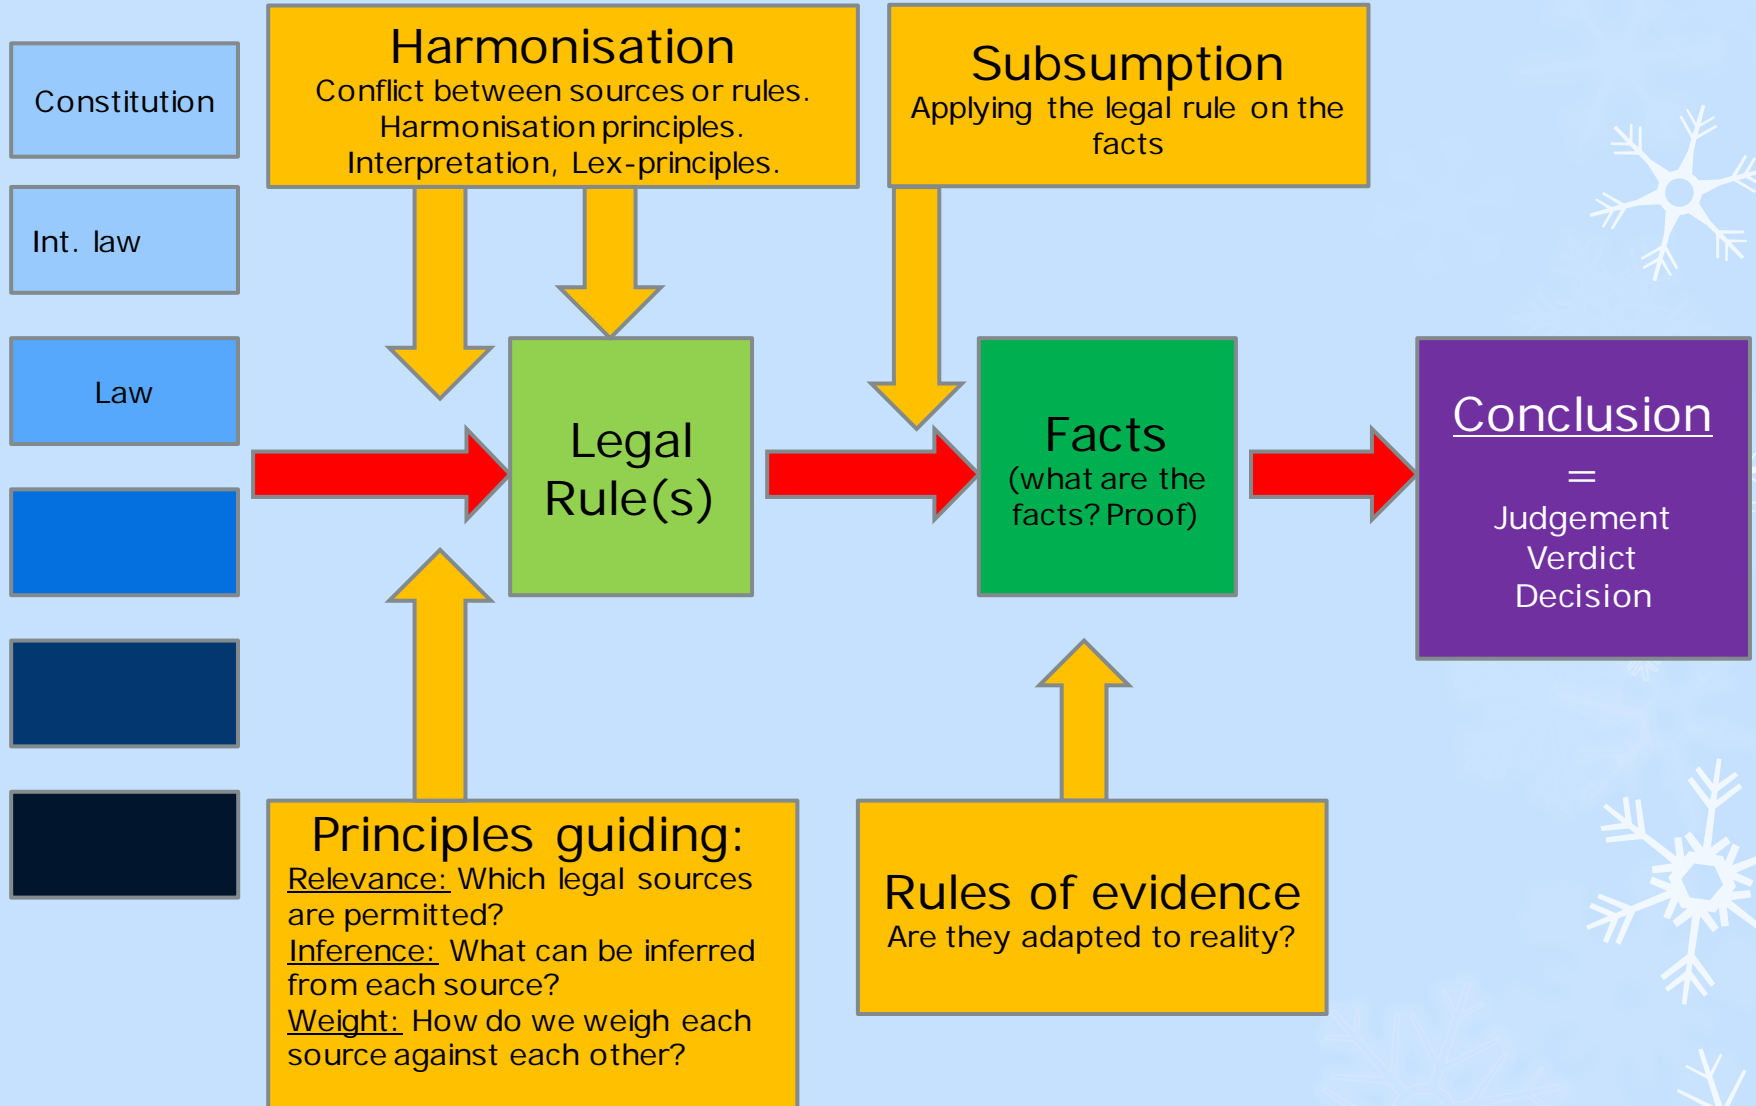 Constitution
Int. law
Law
Harmonisation
Conflict between sources or rules.
Harmonisation principles.
Interpretation, Lex-principles.
Subsumption
Applying the legal rule on the
facts
Legal
Rule(s)
Facts
(what are the
facts? Proof)
Conclusion
=
Judgement
Verdict
Decision
Principles guiding:
Relevance: Which legal sources
are permitted?
Inference: What can be inferred
from each source?
Weight: How do we weigh each
source against each other?
Rules of evidence
Are they adapted to reality?